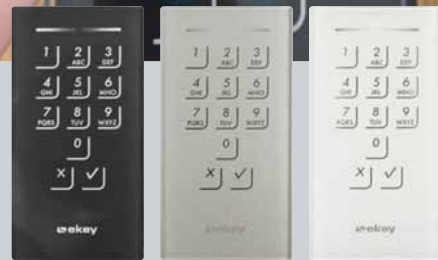 1 2 3
ABC DEF
4 5 6
GHI JKL MNO
7 8 9
PQRS TUV WXYZ
0
X ✓
ekey
1 2 3
ABC DEF
4 5 6
GHI JKL MNO
7 8 9
PQRS TUV WXYZ
0
X ✓
ekey
1 2 3
ABC DEF
4 5 6
GHI JKL MNO
7 8 9
PQRS TUV WXYZ
0
X ✓
ekey